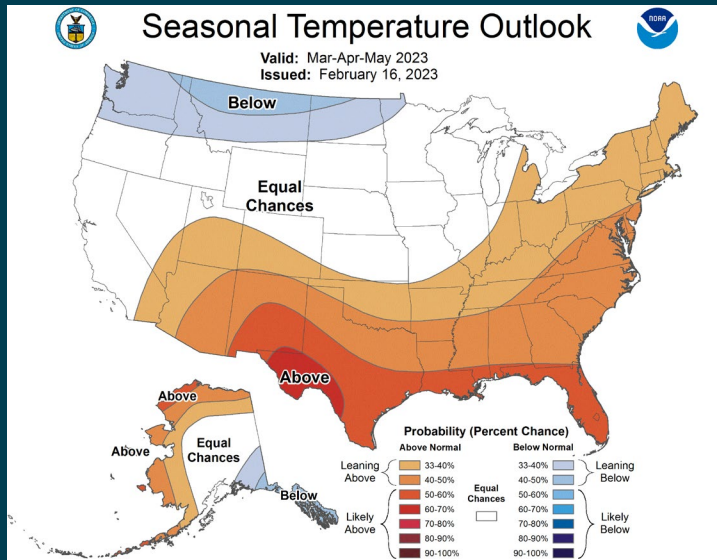 Seasonal Temperature Outlook
NOAA
Valid: Mar-Apr-May 2023
Issued: February 16, 2023
Below
Equal
Chances
Above
Above
Above
Equal
Chances
Below
Probability (Percent Chance)
Above Normal
Below Normal
Leaning
Above
33-40%
40-50%
50-60%
60-70%
70-80%
80-90%
90-100%
Likely
Above
Equal
Chances
33-40%
40-50%
50-60%
60-70%
70-80%
80-90%
90-100%
Leaning
Below
Likely
Below